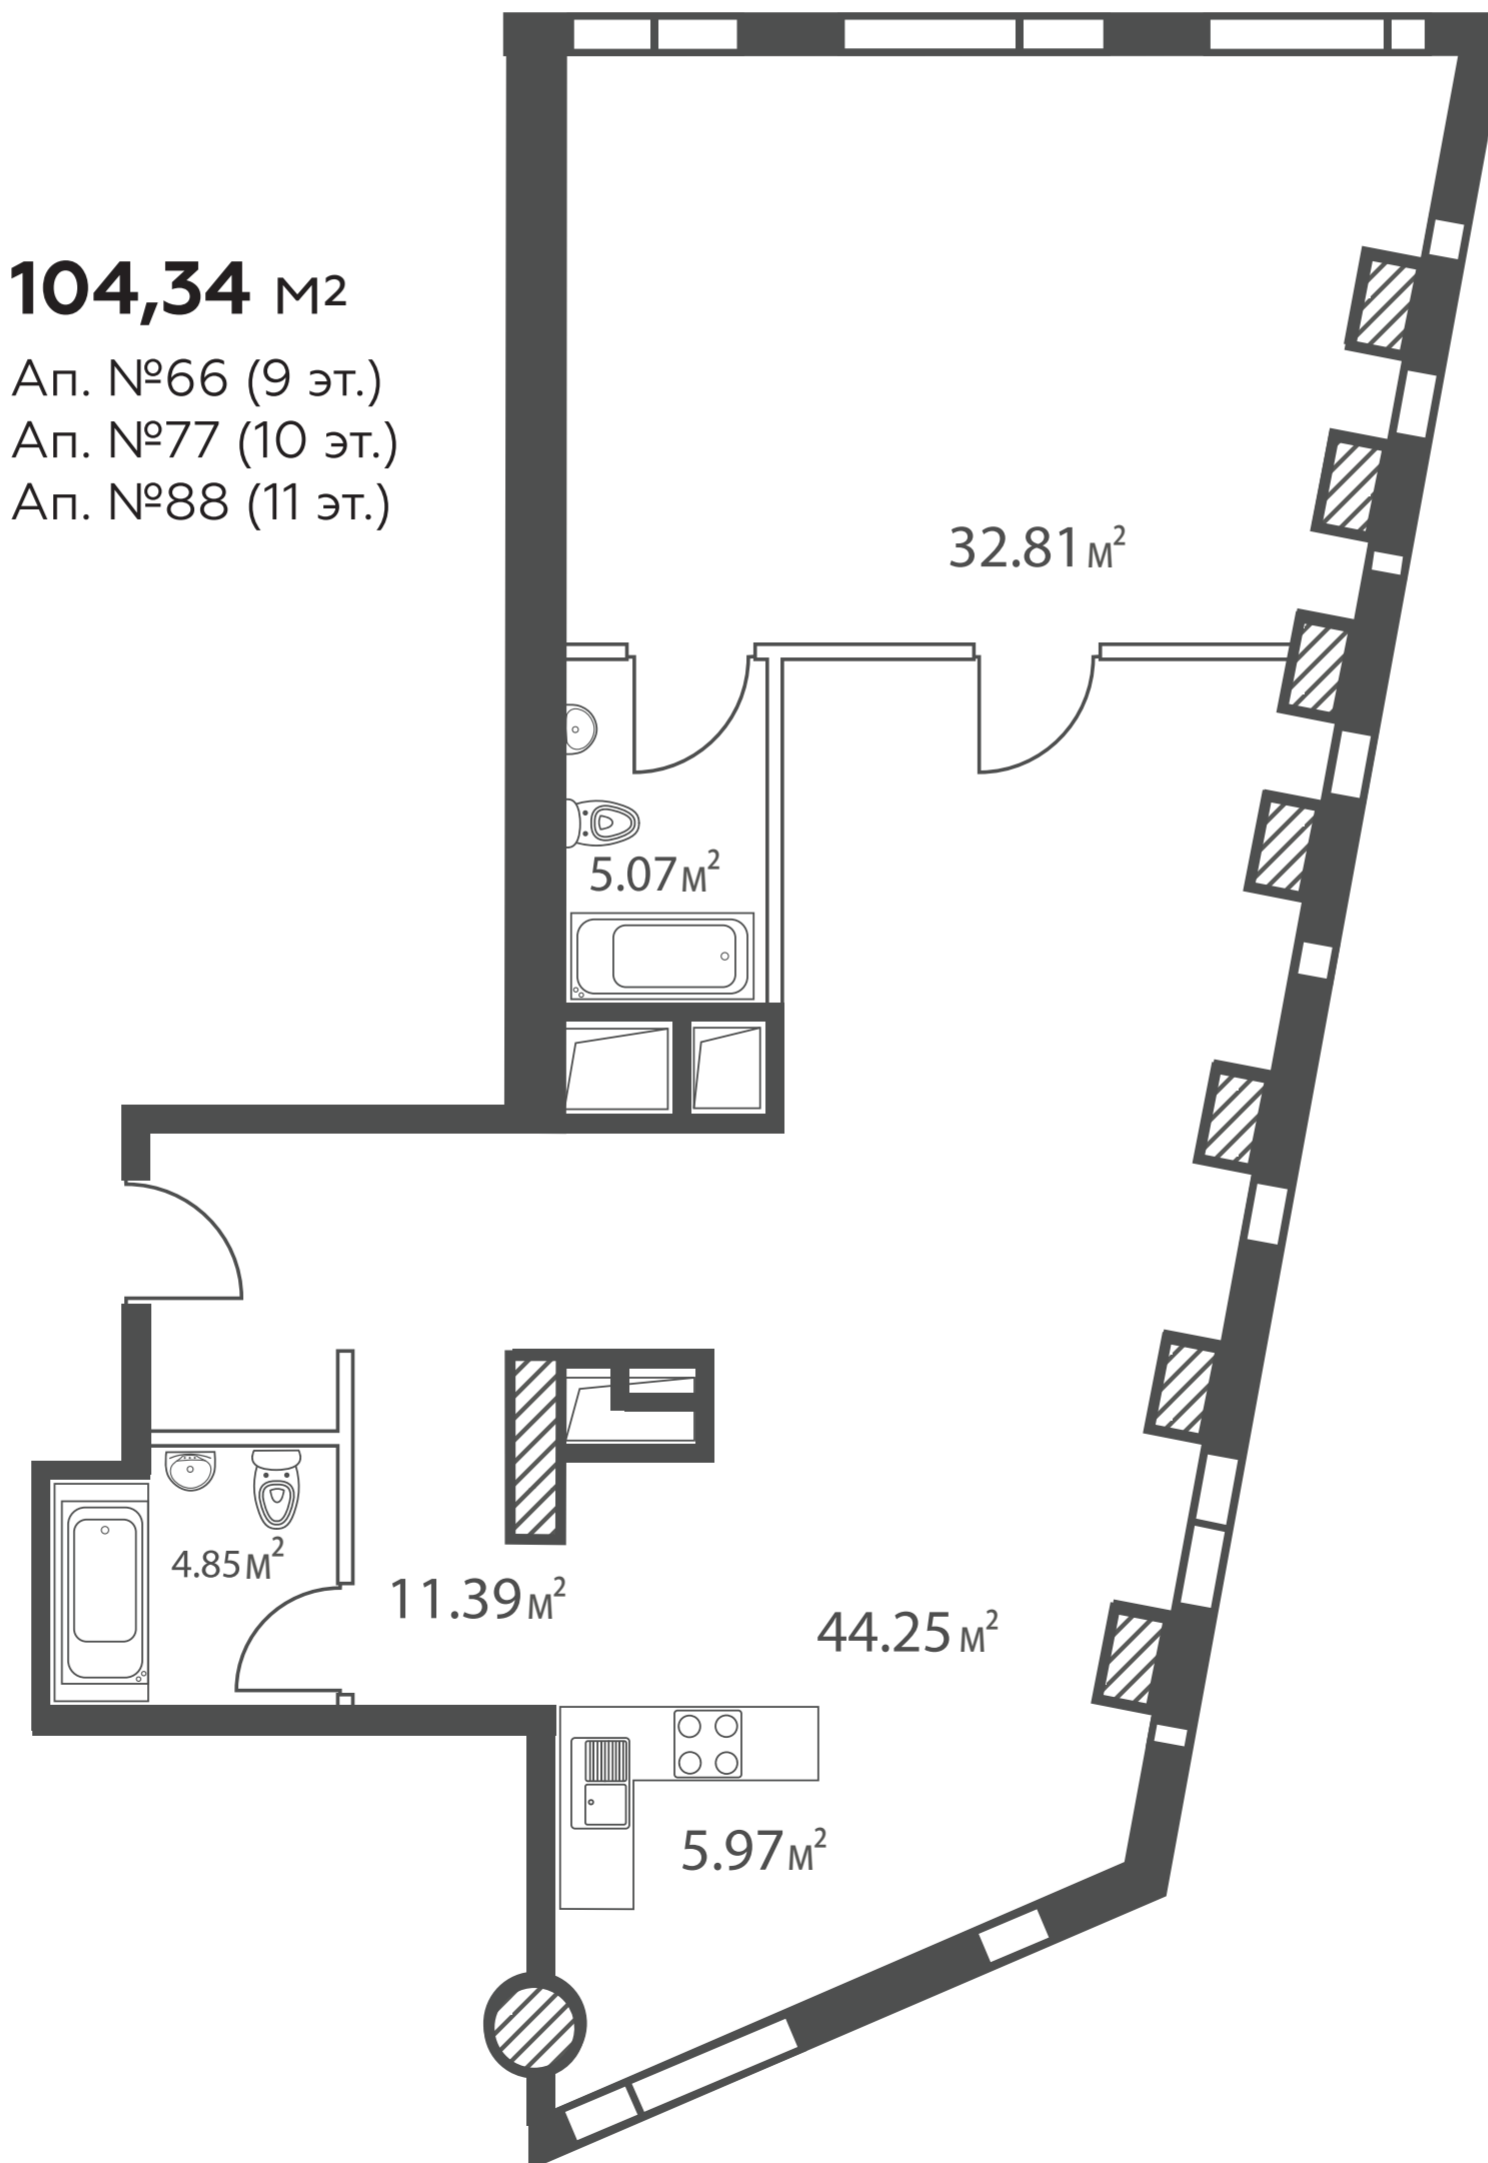 104,34 м²
Ап. №66 (9 эт.)
Ап. №77 (10 эт.)
Ап. №88 (11 эт.)
32.81м²
5.07м²
4.85м²
11.39м²
44.25м²
5.97м²